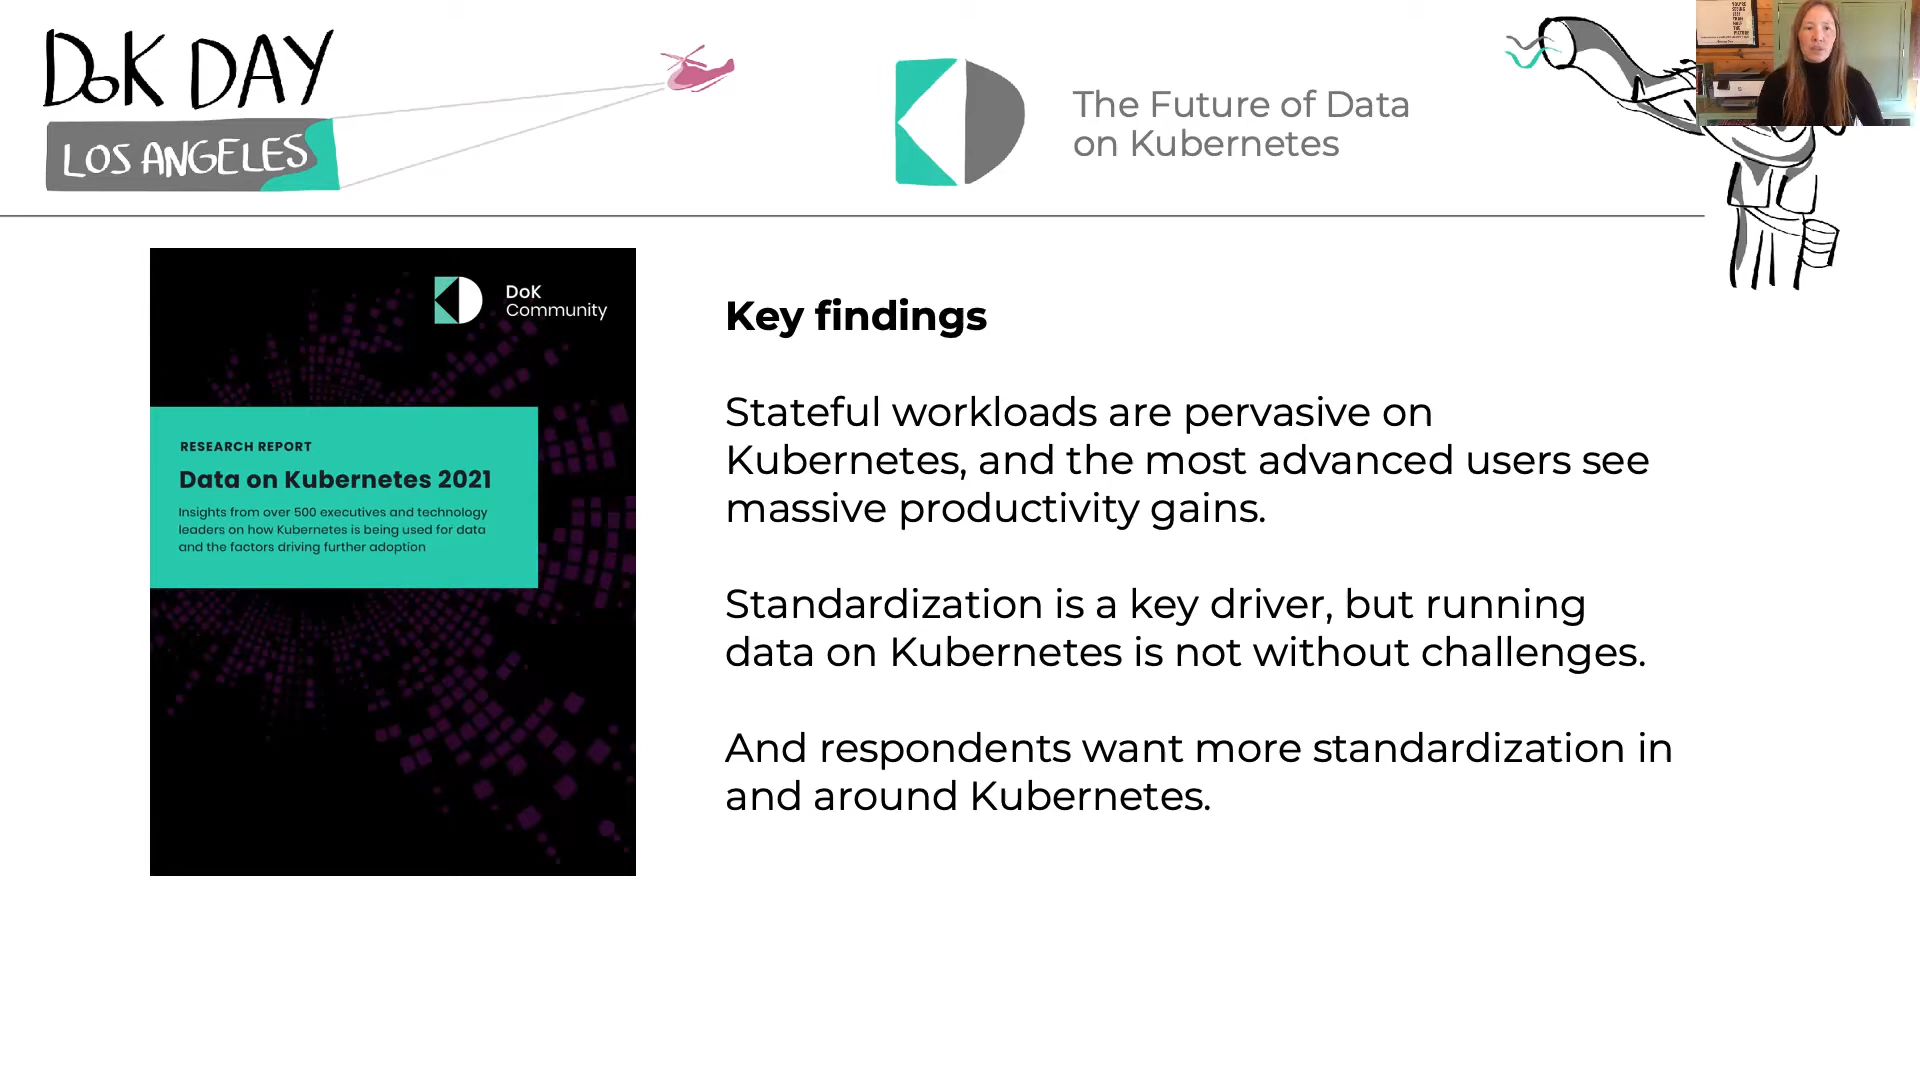 DoK DAY
LOS ANGELES
The Future of Data
on Kubernetes
DoK
Community
RESEARCH REPORT
Data on Kubernetes 2021
Insights from over 500 executives and technology
leaders on how Kubernetes is being used for data
and the factors driving further adoption
Key findings
Stateful workloads are pervasive on
Kubernetes, and the most advanced users see
massive productivity gains.
Standardization is a key driver, but running
data on Kubernetes is not without challenges.
And respondents want more standardization in
and around Kubernetes.